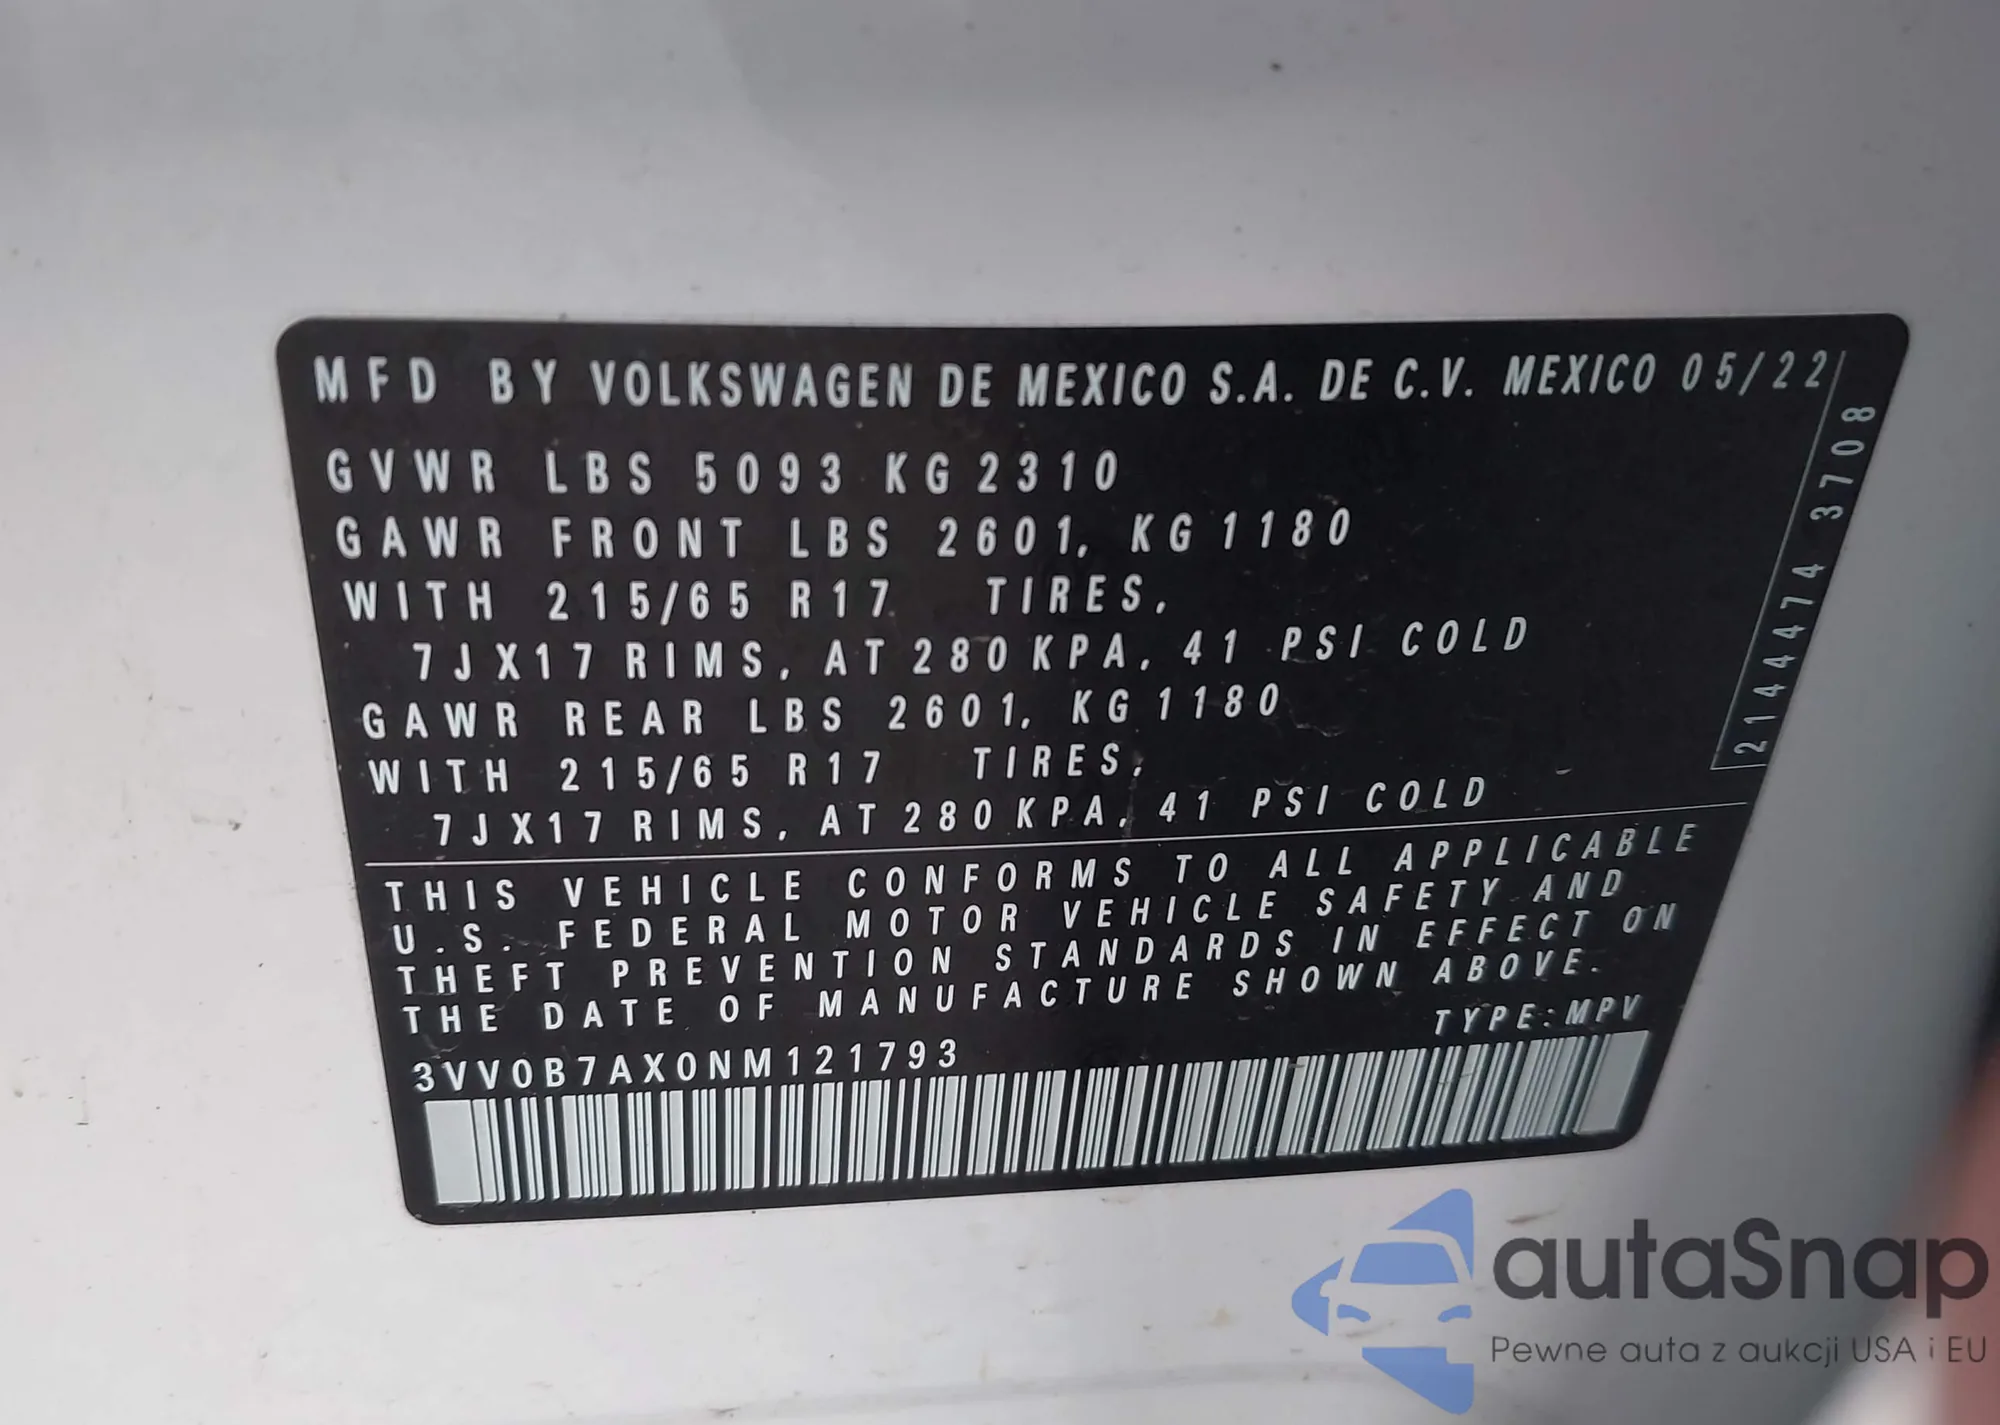 MFD BY VOLKSWAGEN DE MEXICO S.A. DE C.V. MEXICO 05/22
GVWR LBS 5093 KG 2310
GAWR FRONT LBS 2601, KG 1180
WITH 215/65 R17 TIRES,
7JX17 RIMS, AT 280 KPA, 41 PSI COLD
GAWR REAR LBS 2601, KG 1180
WITH 215/65 R17 TIRES,
7JX17 RIMS, AT 280 KPA, 41 PSI COLD
2144474 3708
THIS VEHICLE CONFORMS TO ALL APPLICABLE
U.S. FEDERAL MOTOR VEHICLE SAFETY AND
THEFT PREVENTION STANDARDS IN EFFECT ON
THE DATE OF MANUFACTURE SHOWN ABOVE.
TYPE: MPV
3VV0B7AX0NM121793
autaSnap
Pewne auta z aukcji USA i EU